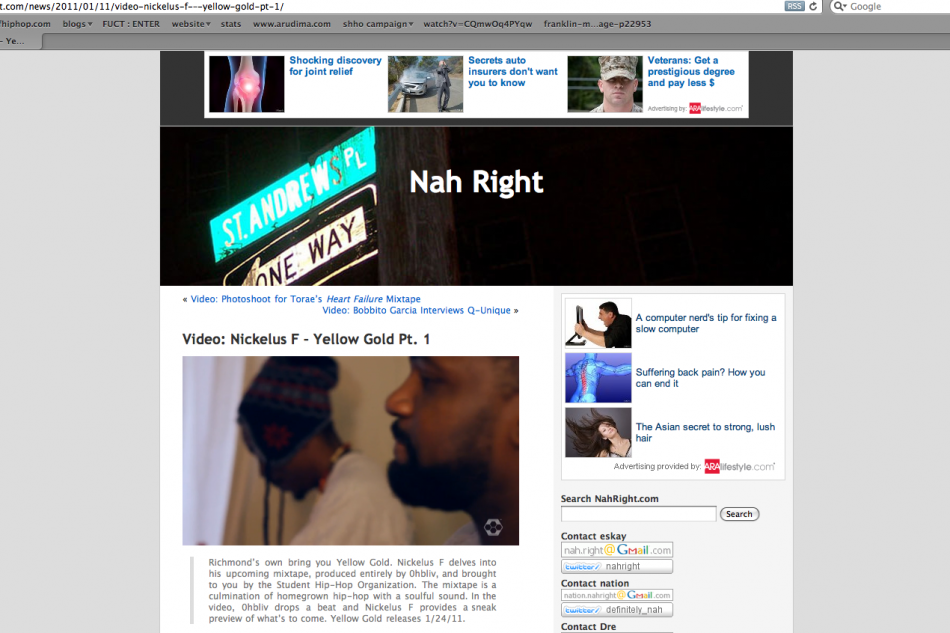 t.com/news/2011/01/11/video-nickelus-f-–-yellow-gold-pt-1/
RSS
Google
fhiphop.com
blogs
FUCT : ENTER
website
stats
www.arudima.com
shho campaign
watch?v=CQmwOq4PYqw
franklin-m...age-p22953
- Ye...
Shocking discovery
for joint relief
Secrets auto
insurers don't want
you to know
Veterans: Get a
prestigious degree
and pay less $
Advertising by: ARAlifestyle.com
ST. ANDREWS PL
ONE WAY
Nah Right
« Video: Photoshoot for Torae's Heart Failure Mixtape
Video: Bobbito Garcia Interviews Q-Unique »
Video: Nickelus F – Yellow Gold Pt. 1
Richmond's own bring you Yellow Gold. Nickelus F delves into
his upcoming mixtape, produced entirely by 0hbliv, and brought
to you by the Student Hip-Hop Organization. The mixtape is a
culmination of homegrown hip-hop with a soulful sound. In the
video, 0hbliv drops a beat and Nickelus F provides a sneak
preview of what's to come. Yellow Gold releases 1/24/11.
A computer nerd's tip for fixing a
slow computer
Suffering back pain? How you
can end it
The Asian secret to strong, lush
hair
Advertising provided by: ARAlifestyle.com
Search NahRight.com
Search
Contact eskay
nah.right@Gmail.com
twitter/ nahright
Contact nation
nation.nahright@Gmail.com
twitter/ definitely_nah
Contact Dre